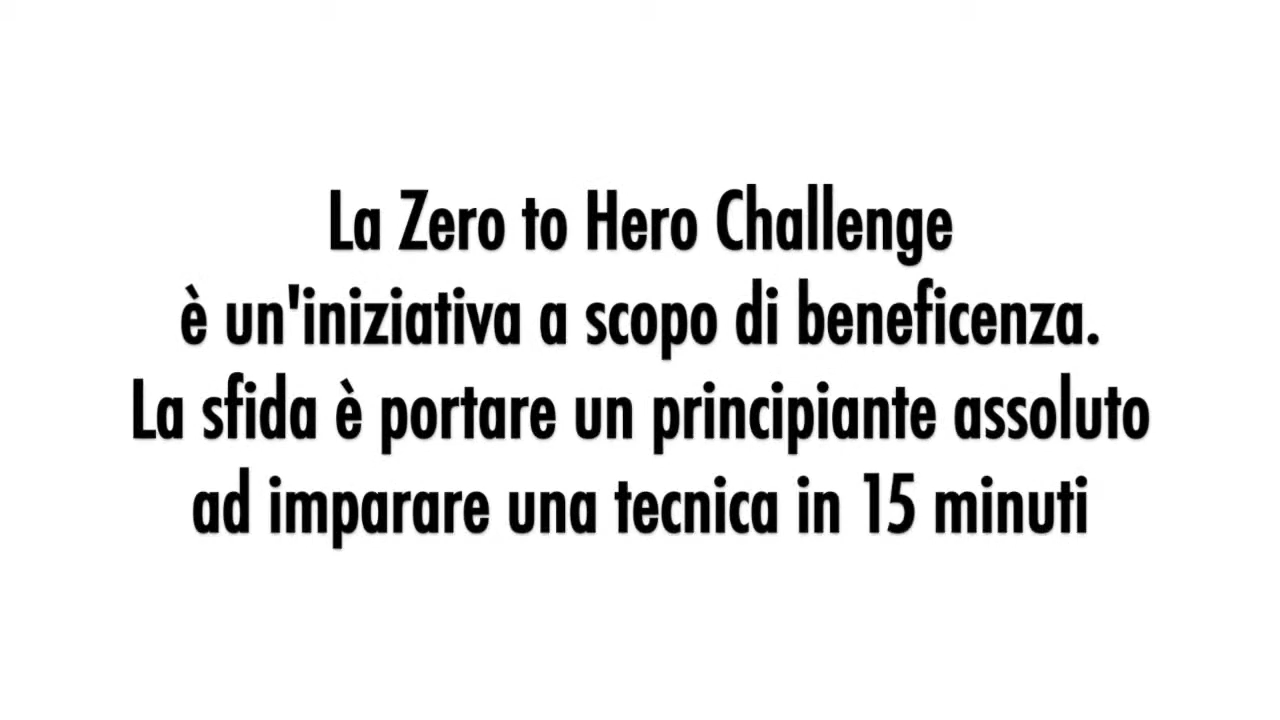 La Zero to Hero Challenge
è un'iniziativa a scopo di beneficenza.
La sfida è portare un principiante assoluto
ad imparare una tecnica in 15 minuti